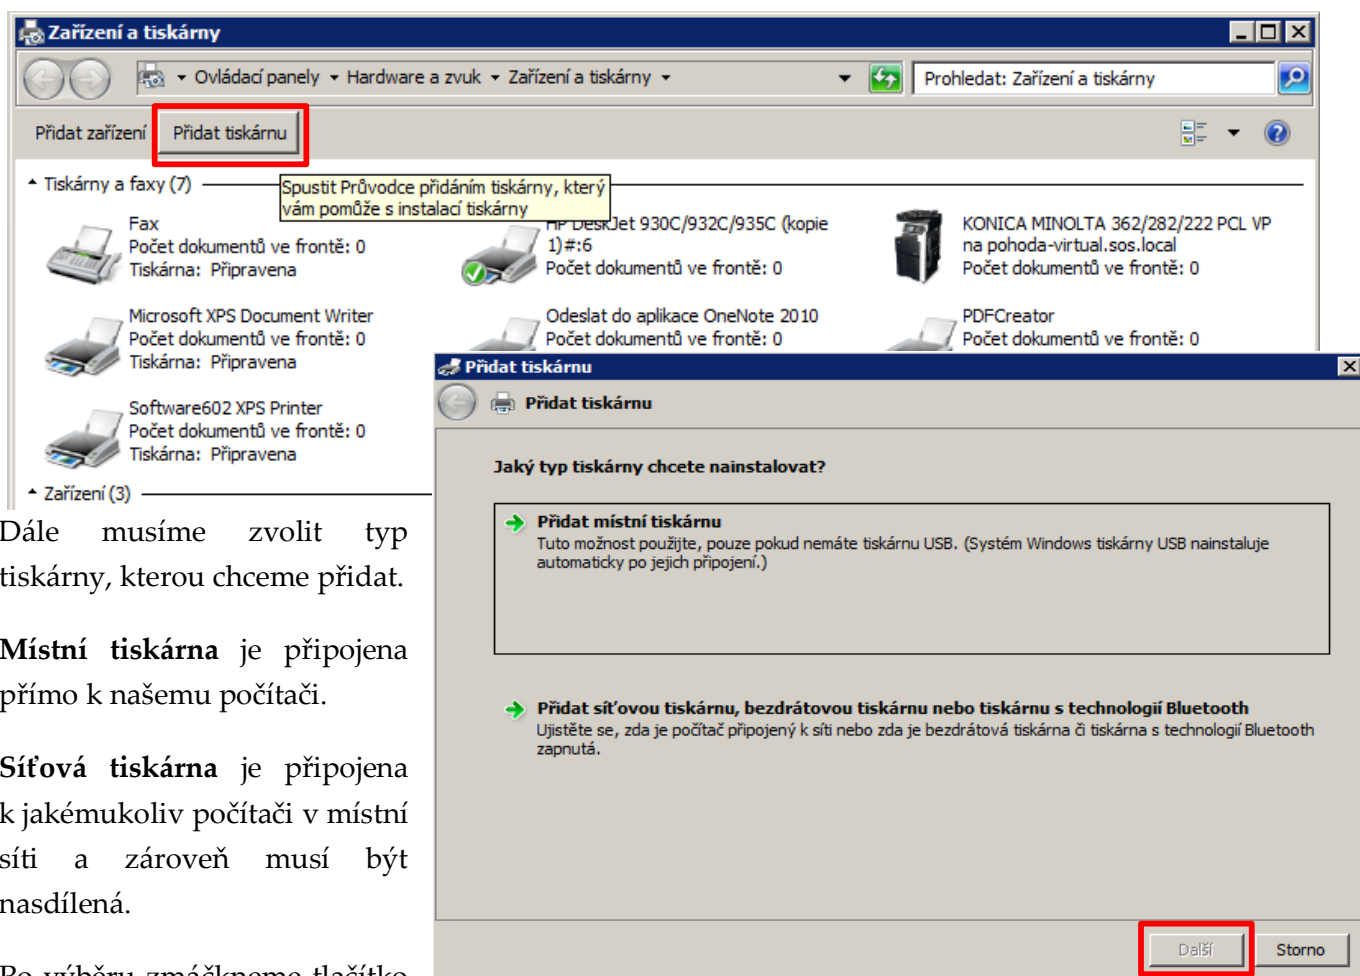 Zařízení a tiskárny
Ovládací panely Hardware a zvuk Zařízení a tiskárny
Prohledat: Zařízení a tiskárny
Přidat zařízení Přidat tiskárnu
Tiskárny a faxy (7)
Spustit Průvodce přidáním tiskárny, který
vám pomůže s instalací tiskárny
Fax
Počet dokumentů ve frontě: 0
Tiskárna: Připravena
HP DeskJet 930C/932C/935C (kopie
1)#:6
Počet dokumentů ve frontě: 0
KONICA MINOLTA 362/282/222 PCL VP
na pohoda-virtual.sos.local
Počet dokumentů ve frontě: 0
Microsoft XPS Document Writer
Počet dokumentů ve frontě: 0
Tiskárna: Připravena
Odeslat do aplikace OneNote 2010
Počet dokumentů ve frontě: 0
PDFCreator
Počet dokumentů ve frontě: 0
Software602 XPS Printer
Počet dokumentů ve frontě: 0
Tiskárna: Připravena
Zařízení (3)
Přidat tiskárnu
Přidat tiskárnu
Jaký typ tiskárny chcete nainstalovat?
Přidat místní tiskárnu
Tuto možnost použijte, pouze pokud nemáte tiskárnu USB. (Systém Windows tiskárny USB nainstaluje
automaticky po jejich připojení.)
Přidat síťovou tiskárnu, bezdrátovou tiskárnu nebo tiskárnu s technologií Bluetooth
Ujistěte se, zda je počítač připojený k síti nebo zda je bezdrátová tiskárna či tiskárna s technologií Bluetooth
zapnutá.
Další
Storno
Dále musíme zvolit typ
tiskárny, kterou chceme přidat.
Místní tiskárna je připojena
přímo k našemu počítači.
Síťová tiskárna je připojena
k jakémukoliv počítači v místní
síti a zároveň musí být
nasdílená.
Po výběru zmáčkneme tlačítko